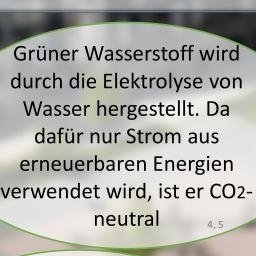 Grüner Wasserstoff wird
durch die Elektrolyse von
Wasser hergestellt. Da
dafür nur Strom aus
erneuerbaren Energien
verwendet wird, ist er CO2-
neutral
4, 5